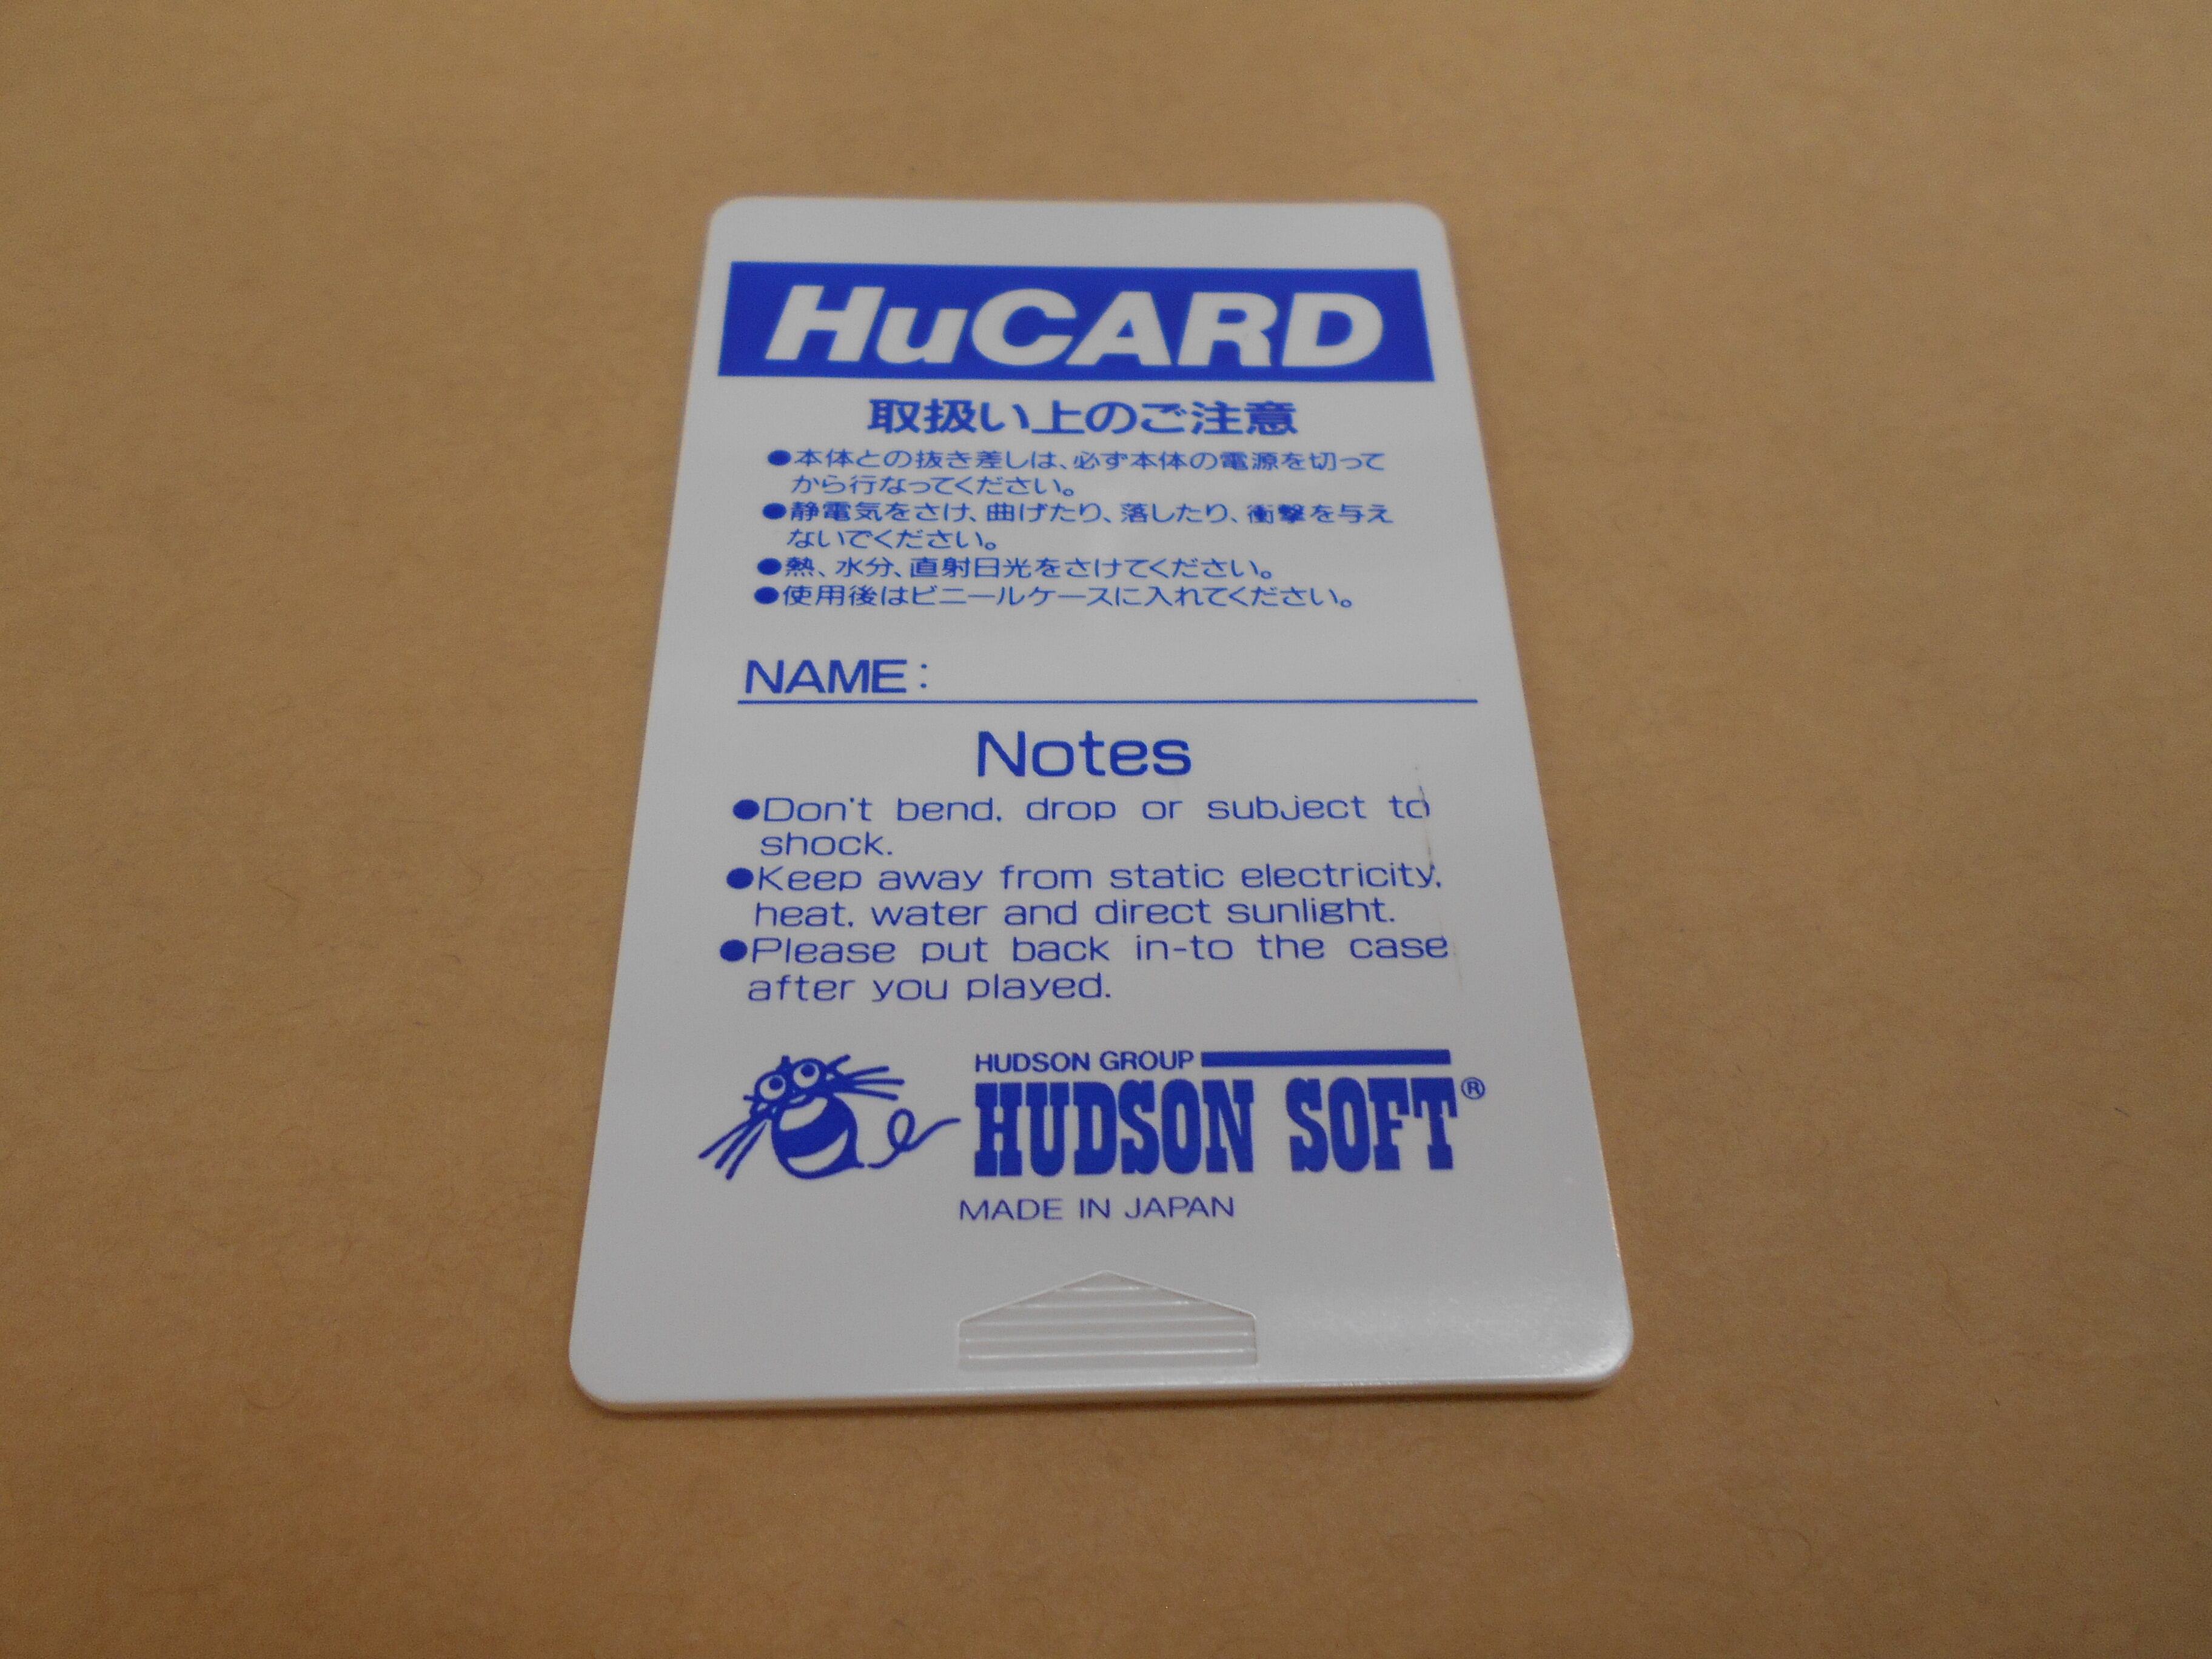 HuCARD
取扱い上のご注意
●本体との抜き差しは、必ず本体の電源を切って
から行なってください。
●静電気をさけ、曲げたり、落したり、衝撃を与え
ないでください。
●熱、水分、直射日光をさけてください。
●使用後はビニールケースに入れてください。
NAME:
Notes
●Don't bend, drop or subject to
shock.
●Keep away from static electricity,
heat, water and direct sunlight.
●Please put back in-to the case
after you played.
HUDSON GROUP
HUDSON SOFT®
MADE IN JAPAN